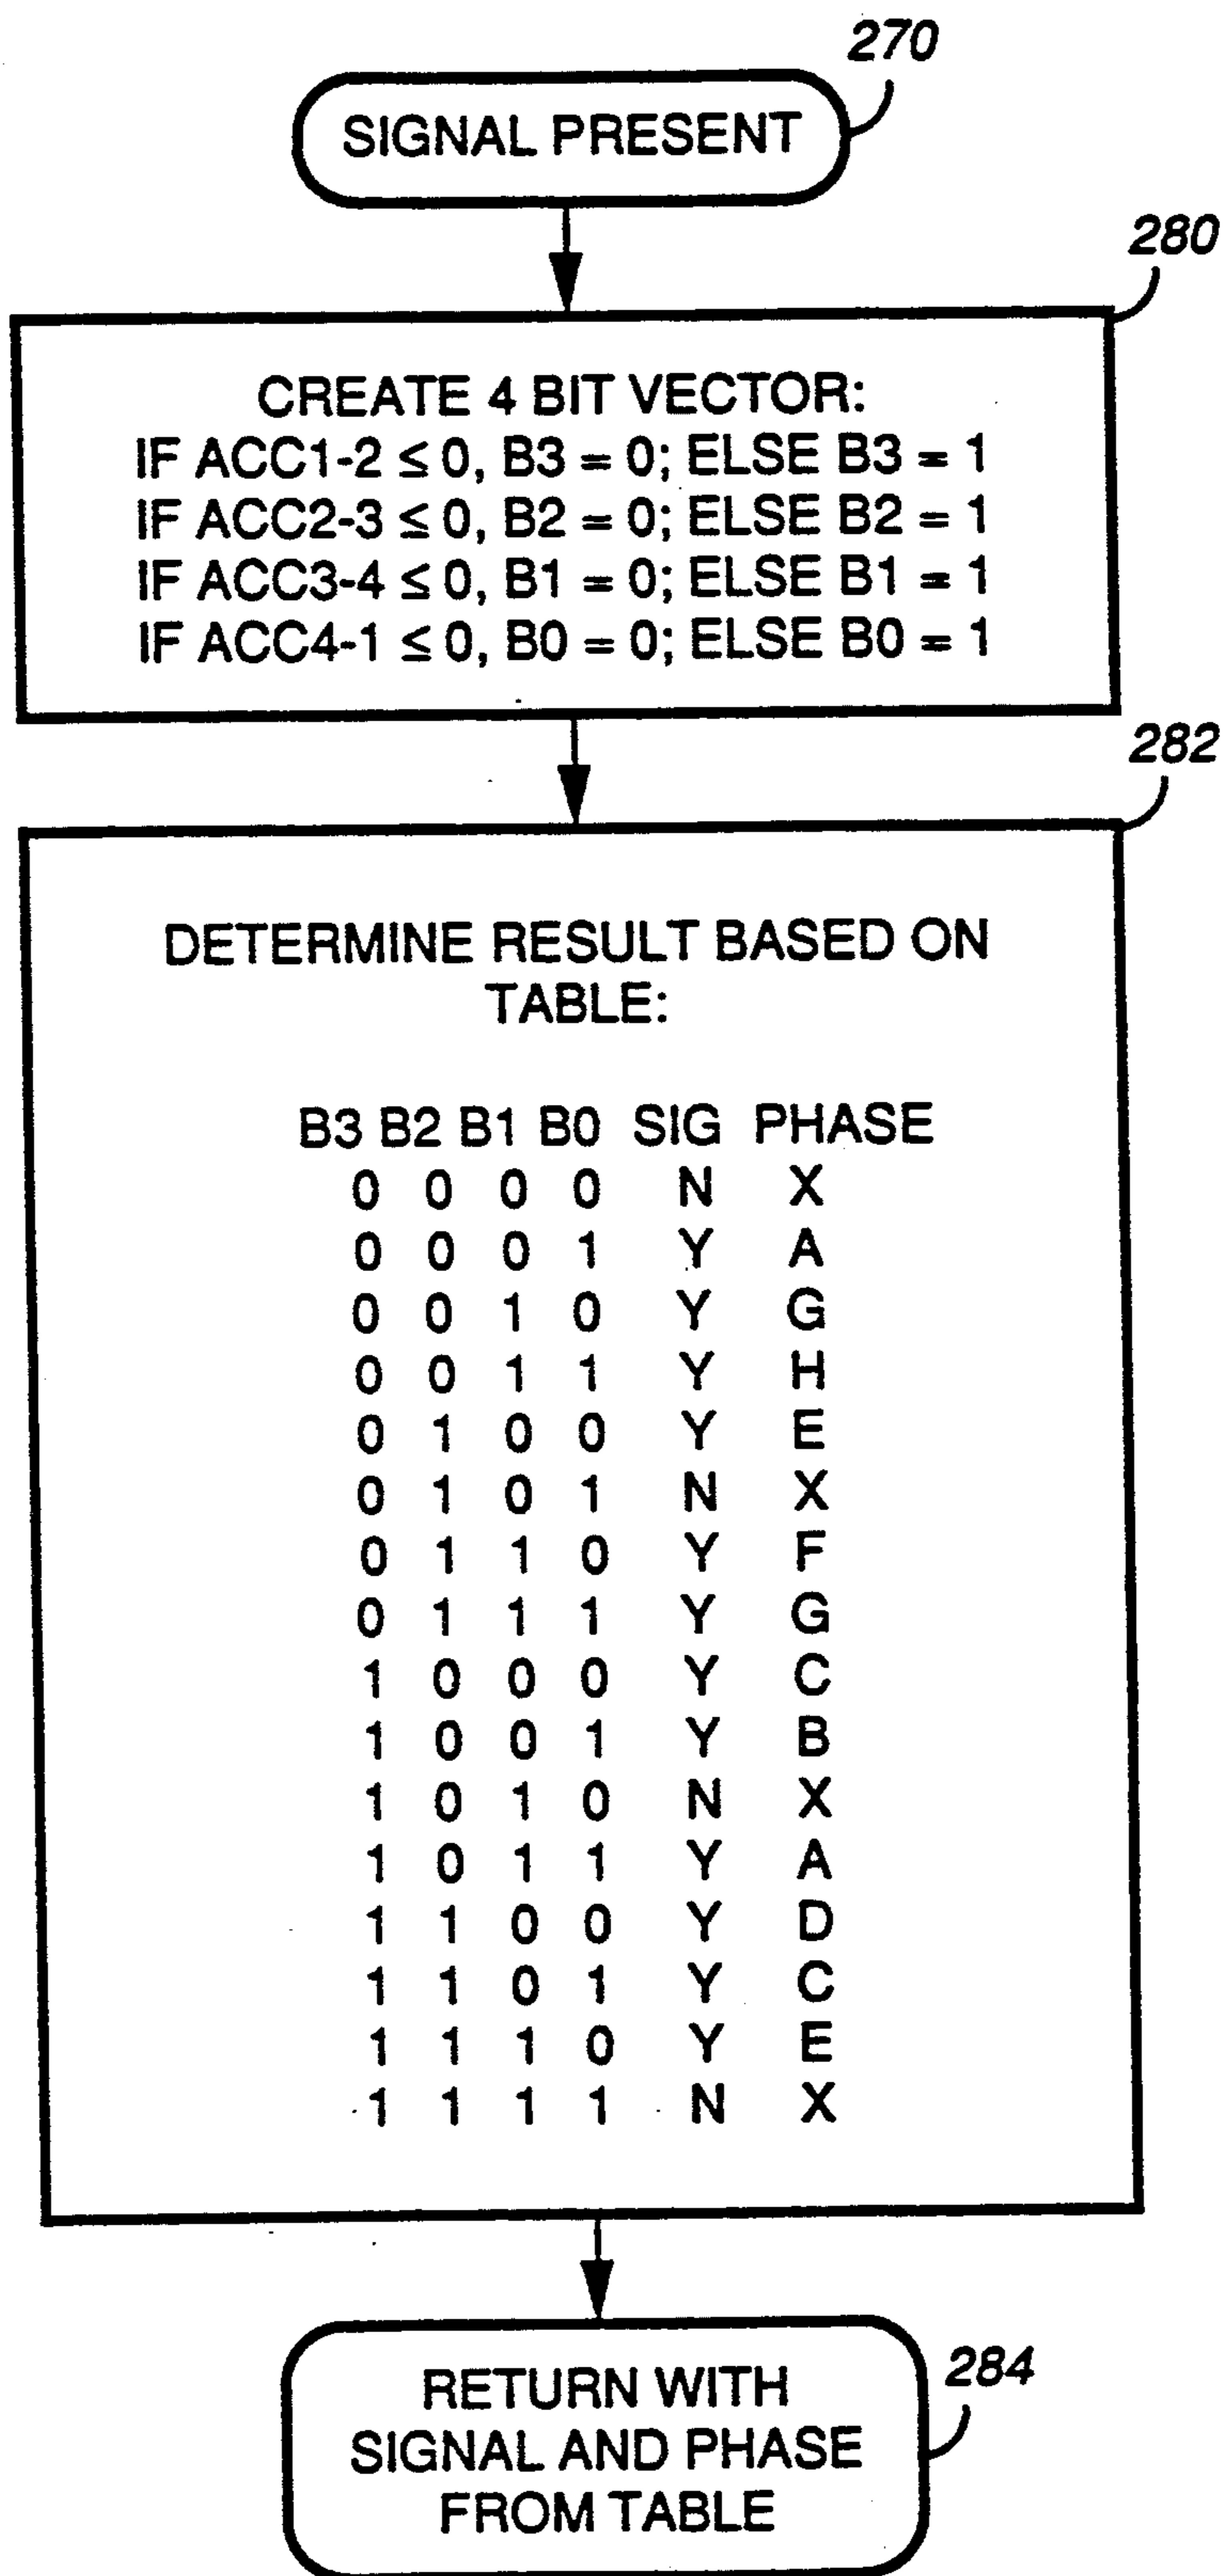 270
SIGNAL PRESENT
280
CREATE 4 BIT VECTOR:
IF ACC1-2 ≤ 0, B3 = 0; ELSE B3 = 1
IF ACC2-3 ≤ 0, B2 = 0; ELSE B2 = 1
IF ACC3-4 ≤ 0, B1 = 0; ELSE B1 = 1
IF ACC4-1 ≤ 0, B0 = 0; ELSE B0 = 1
282
DETERMINE RESULT BASED ON
TABLE:
B3 B2 B1 B0 SIG PHASE
0 0 0 0 N X
0 0 0 1 Y A
0 0 1 0 Y G
0 0 1 1 Y H
0 1 0 0 Y E
0 1 0 1 N X
0 1 1 0 Y F
0 1 1 1 Y G
1 0 0 0 Y C
1 0 0 1 Y B
1 0 1 0 N X
1 0 1 1 Y A
1 1 0 0 Y D
1 1 0 1 Y C
1 1 1 0 Y E
1 1 1 1 N X
284
RETURN WITH
SIGNAL AND PHASE
FROM TABLE